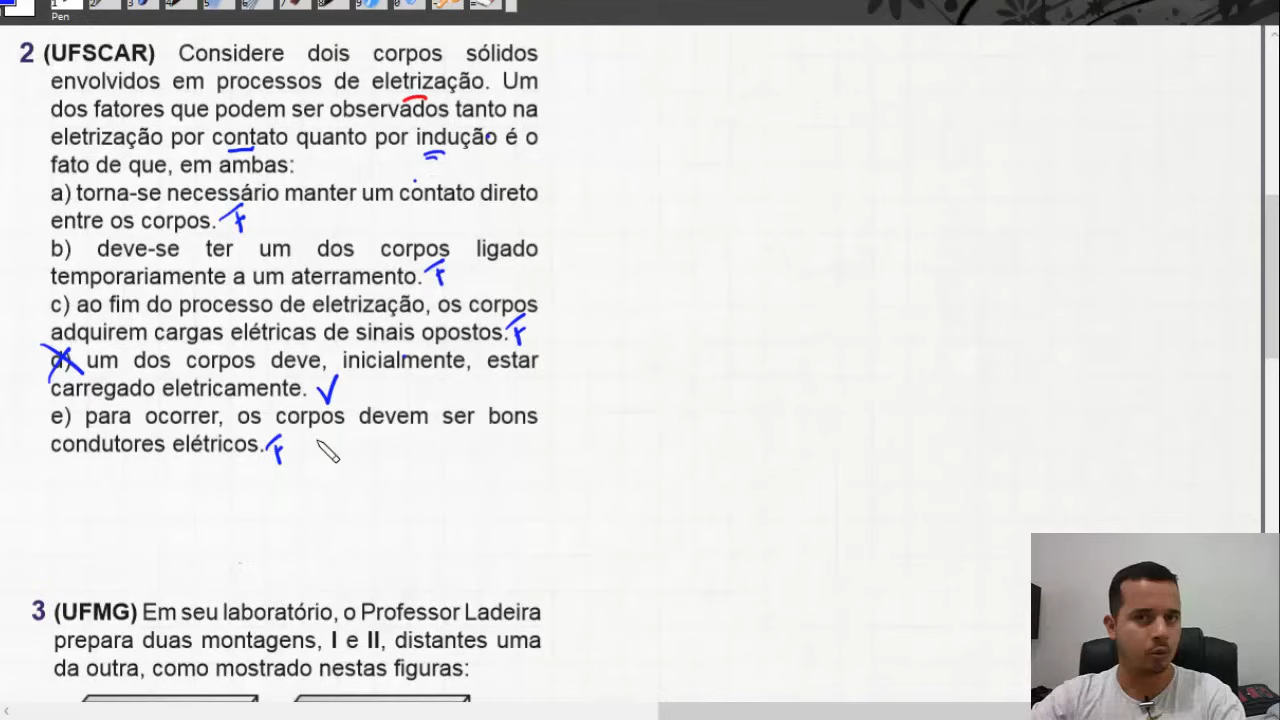 Pen
2 (UFSCAR) Considere dois corpos sólidos
envolvidos em processos de eletrização. Um
dos fatores que podem ser observados tanto na
eletrização por contato quanto por indução é o
fato de que, em ambas:
a) torna-se necessário manter um contato direto
entre os corpos. F
b) deve-se ter um dos corpos ligado
temporariamente a um aterramento. F
c) ao fim do processo de eletrização, os corpos
adquirem cargas elétricas de sinais opostos. F
d) um dos corpos deve, inicialmente, estar
carregado eletricamente. ✓
e) para ocorrer, os corpos devem ser bons
condutores elétricos. F
3 (UFMG) Em seu laboratório, o Professor Ladeira
prepara duas montagens, I e II, distantes uma
da outra, como mostrado nestas figuras: